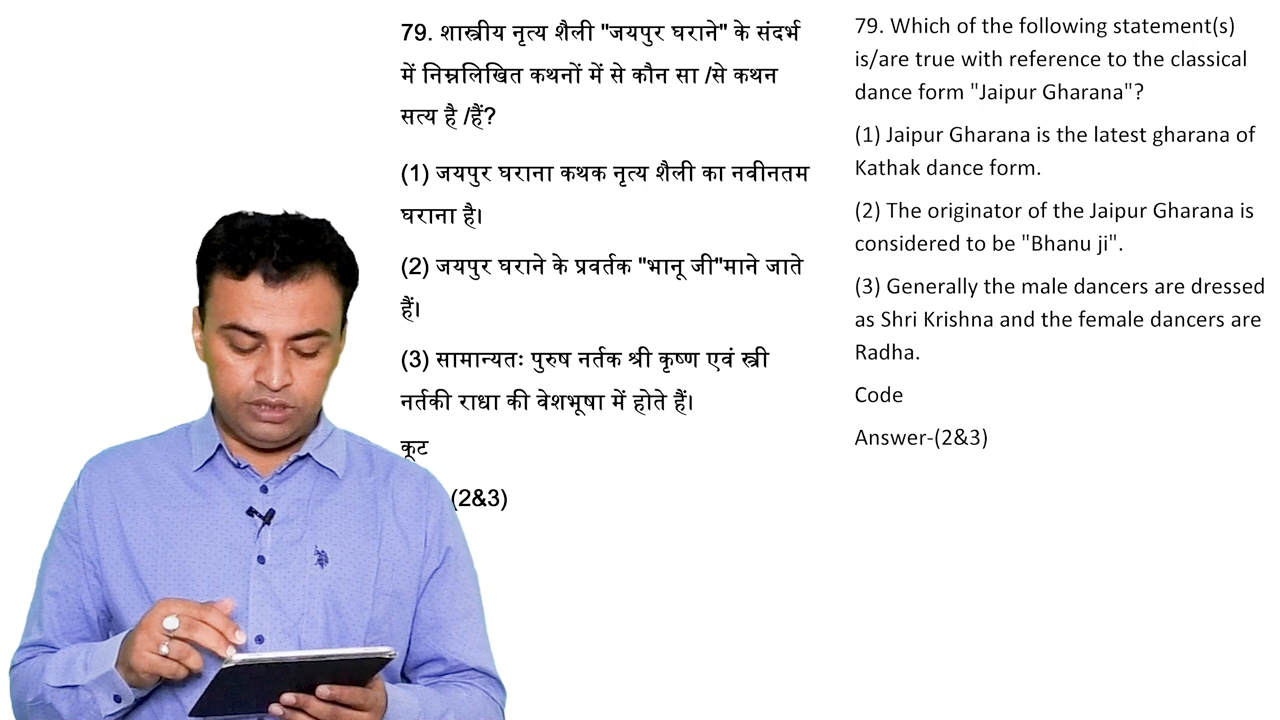 79. शास्त्रीय नृत्य शैली "जयपुर घराने" के संदर्भ
में निम्नलिखित कथनों में से कौन सा /से कथन
सत्य है /हैं?
(1) जयपुर घराना कथक नृत्य शैली का नवीनतम
घराना है।
(2) जयपुर घराने के प्रवर्तक "भानू जी"माने जाते
हैं।
(3) सामान्यतः पुरुष नर्तक श्री कृष्ण एवं स्त्री
नर्तकी राधा की वेशभूषा में होते हैं।
कूट
(2&3)
79. Which of the following statement(s)
is/are true with reference to the classical
dance form "Jaipur Gharana"?
(1) Jaipur Gharana is the latest gharana of
Kathak dance form.
(2) The originator of the Jaipur Gharana is
considered to be "Bhanu ji".
(3) Generally the male dancers are dressed
as Shri Krishna and the female dancers are
Radha.
Code
Answer-(2&3)